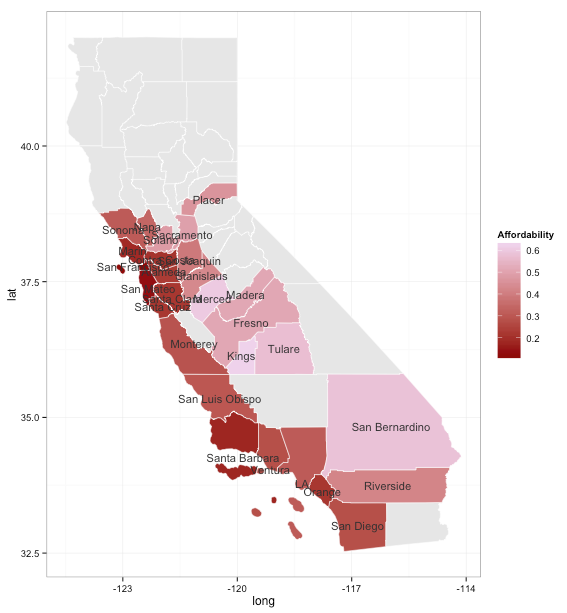 Placer
Napa
Sonoma
Sacramento
Solano
Marin
San Joaquin
San Francisco
Stanislaus
San Mateo
Santa Clara
Merced
Madera
Santa Cruz
Fresno
Monterey
Kings
Tulare
San Luis Obispo
San Bernardino
Santa Barbara
Ventura
LA
Orange
Riverside
San Diego
40.0
37.5
35.0
32.5
lat
-123
-120
-117
-114
long
Affordability
0.6
0.5
0.4
0.3
0.2